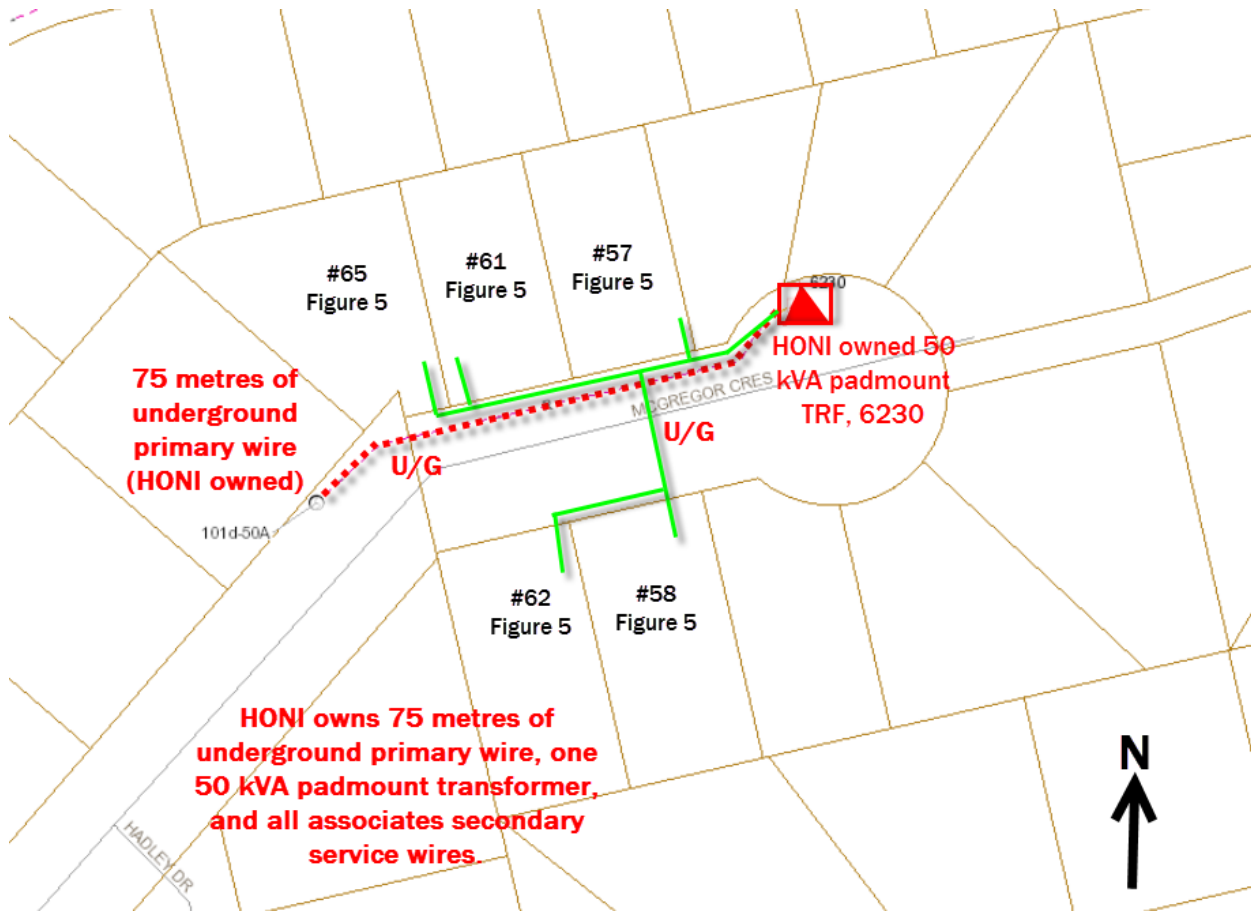 6230
#57
Figure 5
#61
Figure 5
#65
Figure 5
HONI owned 50
kVA padmount
TRF, 6230
75 metres of
underground
primary wire
(HONI owned)
MCGREGOR CRES
U/G
U/G
101d-50A
#62
Figure 5
#58
Figure 5
HONI owns 75 metres of
underground primary wire, one
50 kVA padmount transformer,
and all associates secondary
service wires.
N
HADLEY DR